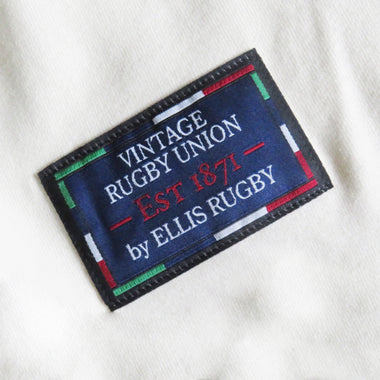 VINTAGE
RUGBY UNION
— EST 1871 —
by ELLIS RUGBY